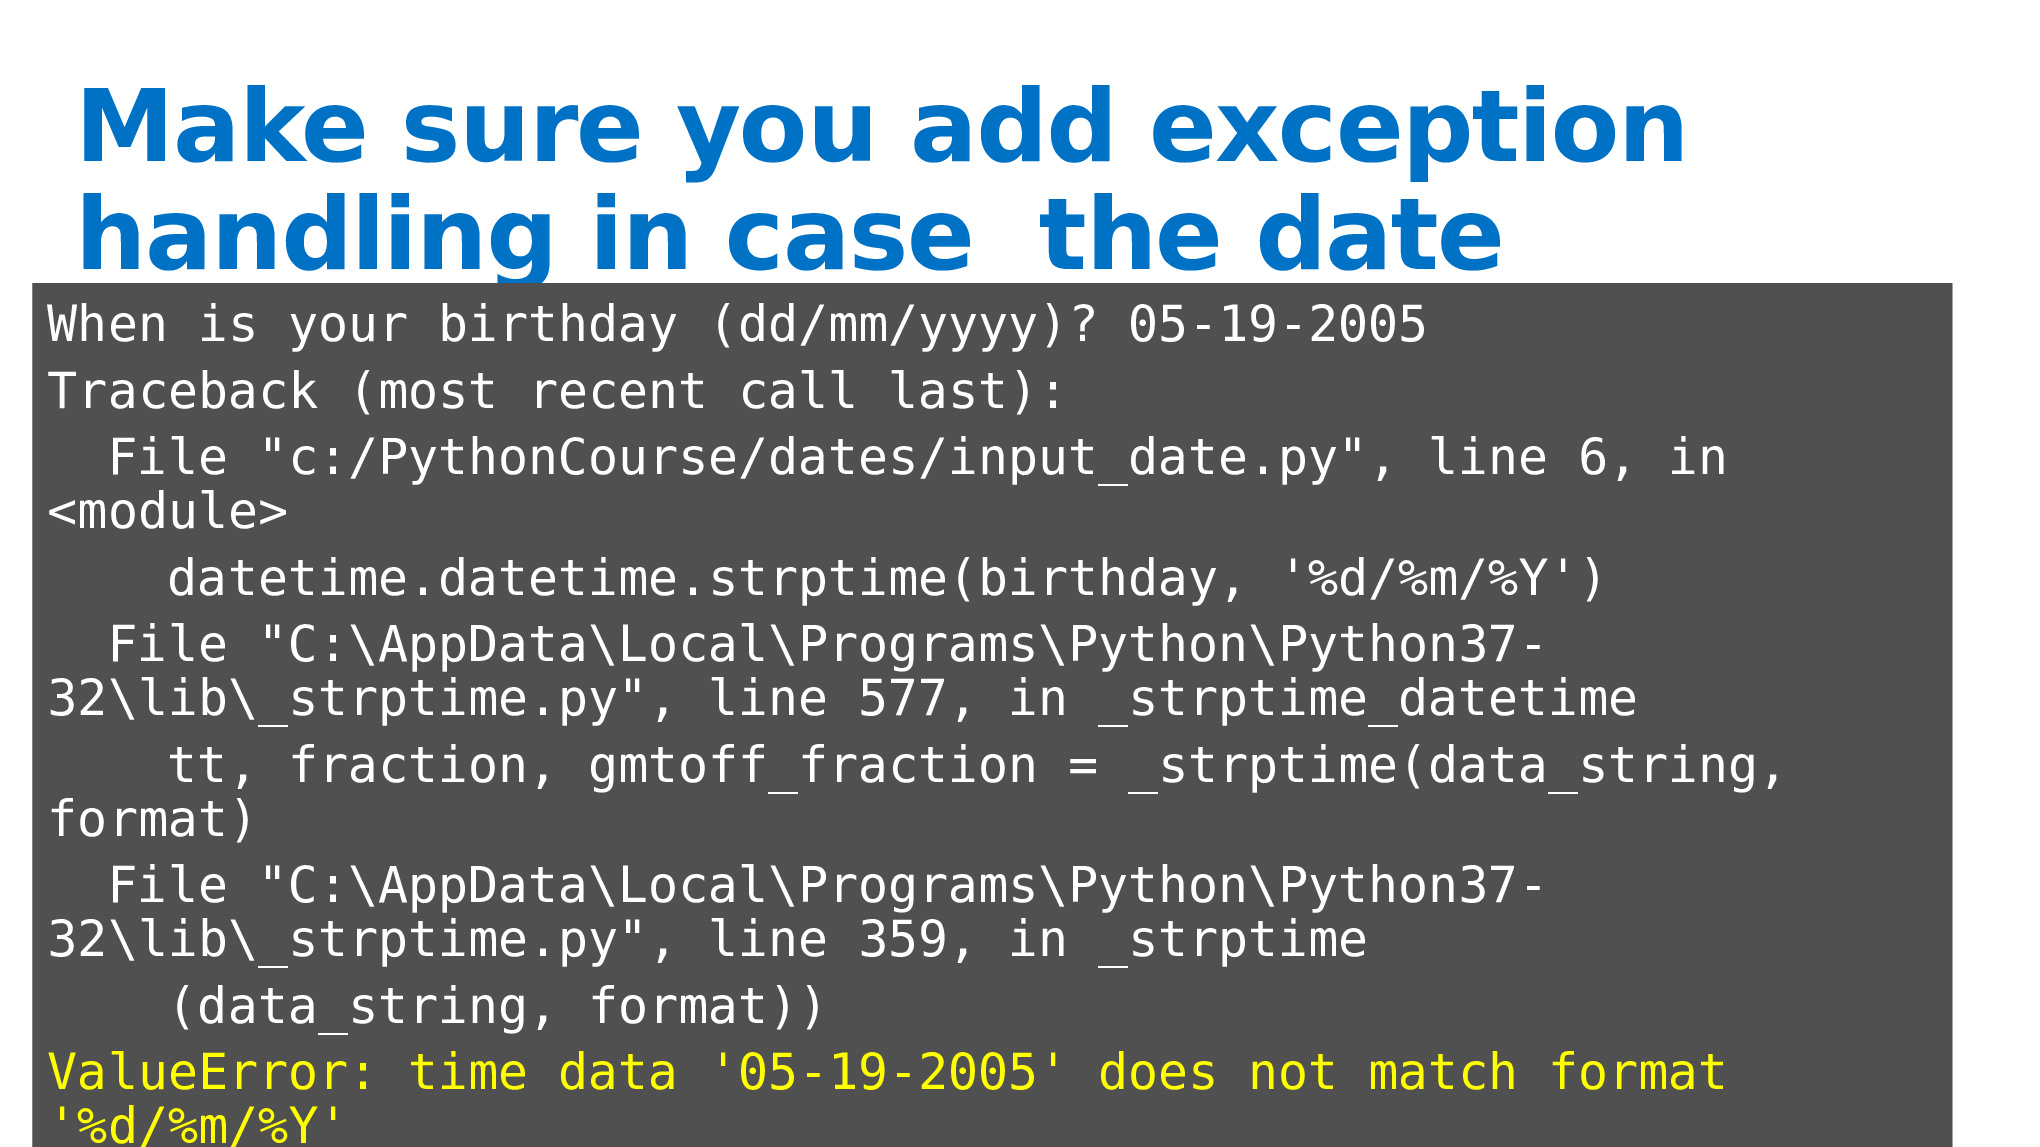 Make sure you add exception
handling in case  the date
When is your birthday (dd/mm/yyyy)? 05-19-2005
Traceback (most recent call last):
  File "c:/PythonCourse/dates/input_date.py", line 6, in
<module>
    datetime.datetime.strptime(birthday, '%d/%m/%Y')
  File "C:\AppData\Local\Programs\Python\Python37-
32\lib\_strptime.py", line 577, in _strptime_datetime
    tt, fraction, gmtoff_fraction = _strptime(data_string,
format)
  File "C:\AppData\Local\Programs\Python\Python37-
32\lib\_strptime.py", line 359, in _strptime
    (data_string, format))
ValueError: time data '05-19-2005' does not match format
'%d/%m/%Y'